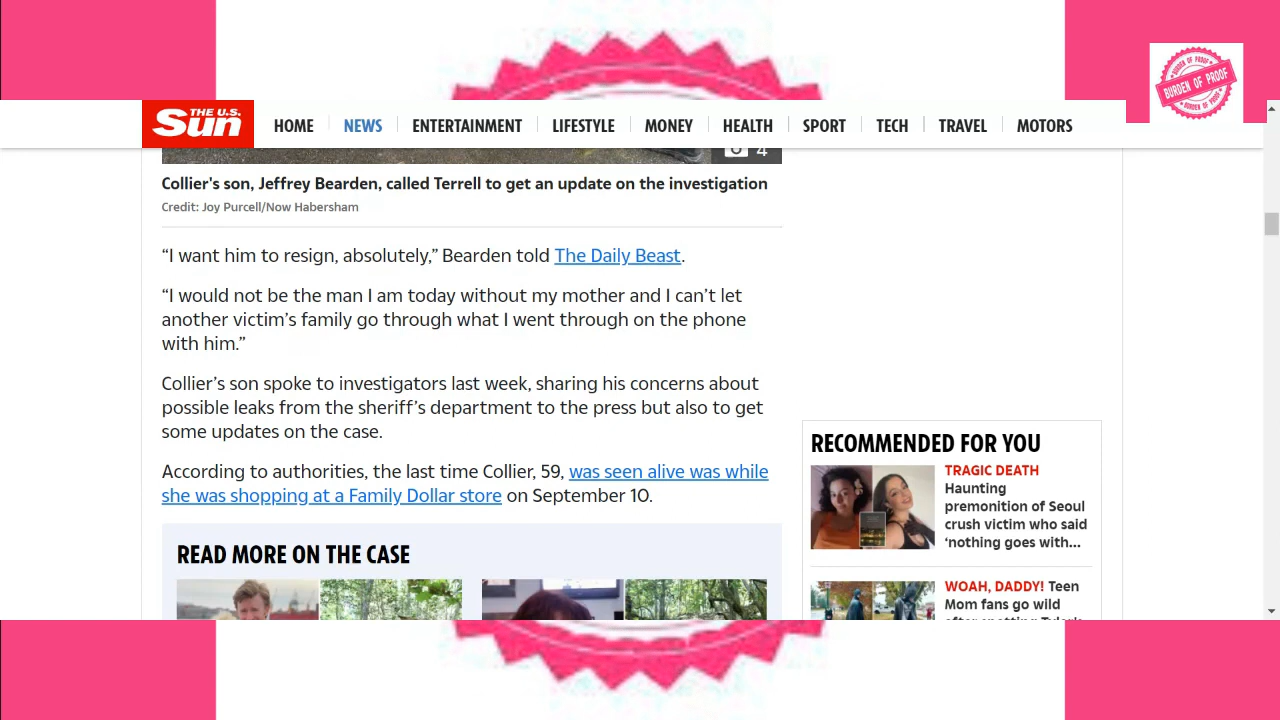 BURDEN OF PROOF
BURDEN OF PROOF
BURDEN OF PROOF
THE U.S.
Sun
HOME
NEWS
ENTERTAINMENT
LIFESTYLE
MONEY
HEALTH
SPORT
TECH
TRAVEL
MOTORS
4
Collier's son, Jeffrey Bearden, called Terrell to get an update on the investigation
Credit: Joy Purcell/Now Habersham
“I want him to resign, absolutely,” Bearden told The Daily Beast.
“I would not be the man I am today without my mother and I can’t let
another victim’s family go through what I went through on the phone
with him.”
Collier’s son spoke to investigators last week, sharing his concerns about
possible leaks from the sheriff’s department to the press but also to get
some updates on the case.
According to authorities, the last time Collier, 59, was seen alive was while
she was shopping at a Family Dollar store on September 10.
READ MORE ON THE CASE
RECOMMENDED FOR YOU
TRAGIC DEATH
Haunting
premonition of Seoul
crush victim who said
‘nothing goes with...
WOAH, DADDY! Teen
Mom fans go wild